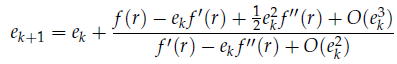 e_{k+1} = e_k + \frac{f(r) - e_k f'(r) + \frac{1}{2} e_k^2 f''(r) + O(e_k^3)}{f'(r) - e_k f''(r) + O(e_k^2)}